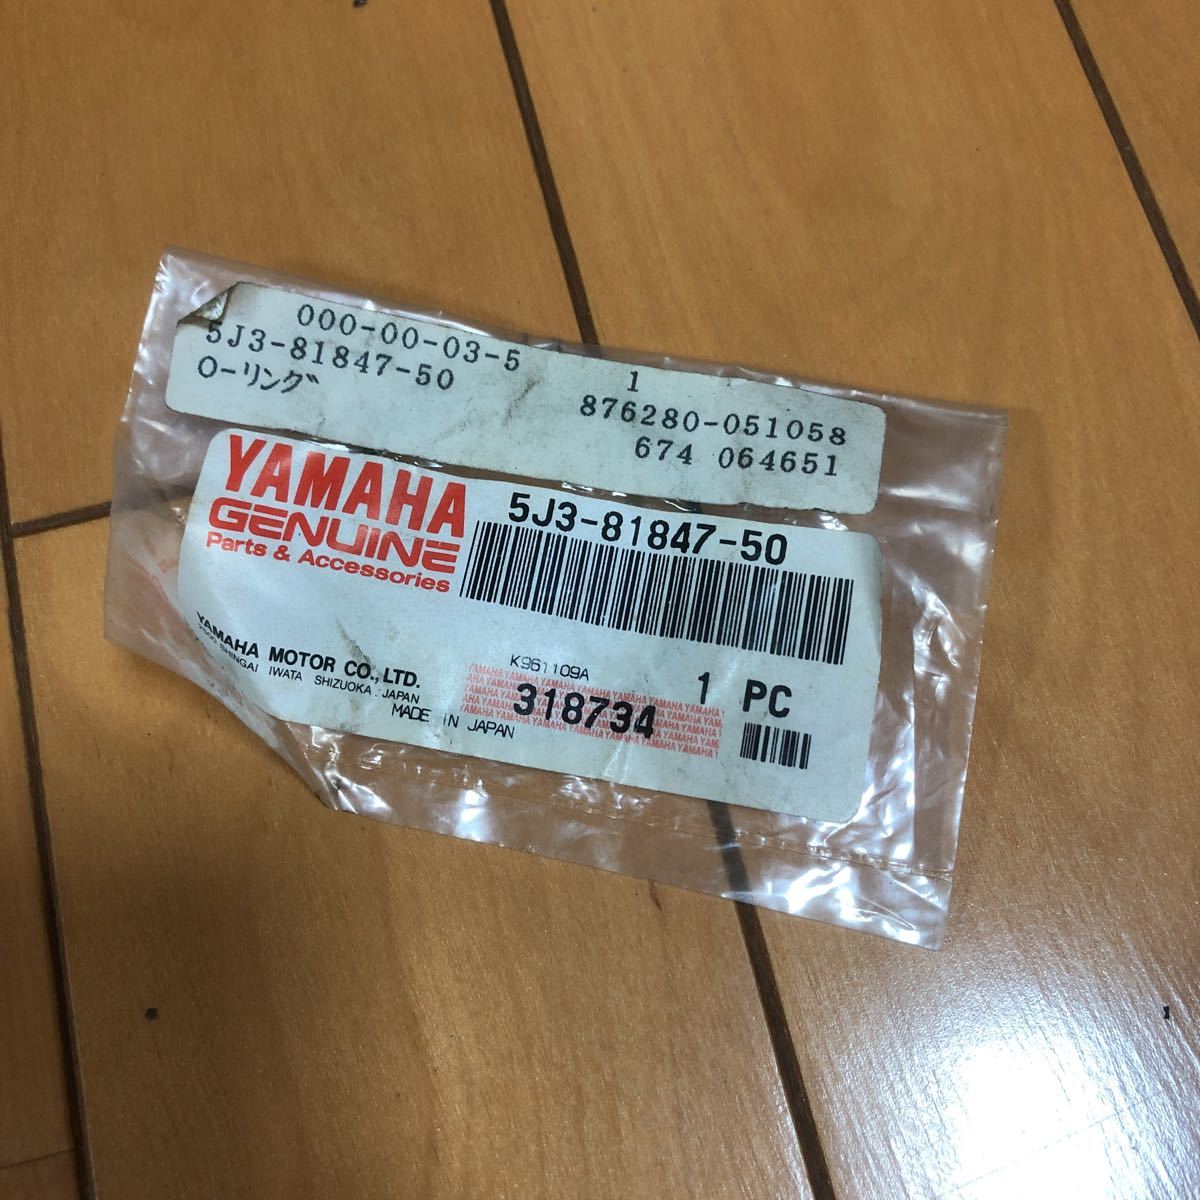 000-00-03-5
5J3-81847-50 1
O-リング 876280-051058
674 064651
YAMAHA
GENUINE
Parts & Accessories
5J3-81847-50
YAMAHA MOTOR CO., LTD.
2500 SHINGAI IWATA SHIZUOKA JAPAN
MADE IN JAPAN
K961109A
318734
1 PC